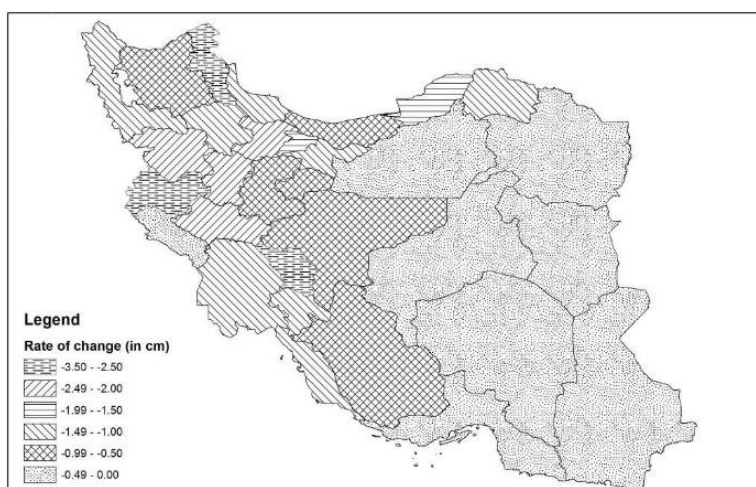 Legend
Rate of change (in cm)
-3.50 - -2.50
-2.49 - -2.00
-1.99 - -1.50
-1.49 - -1.00
-0.99 - -0.50
-0.49 - 0.00